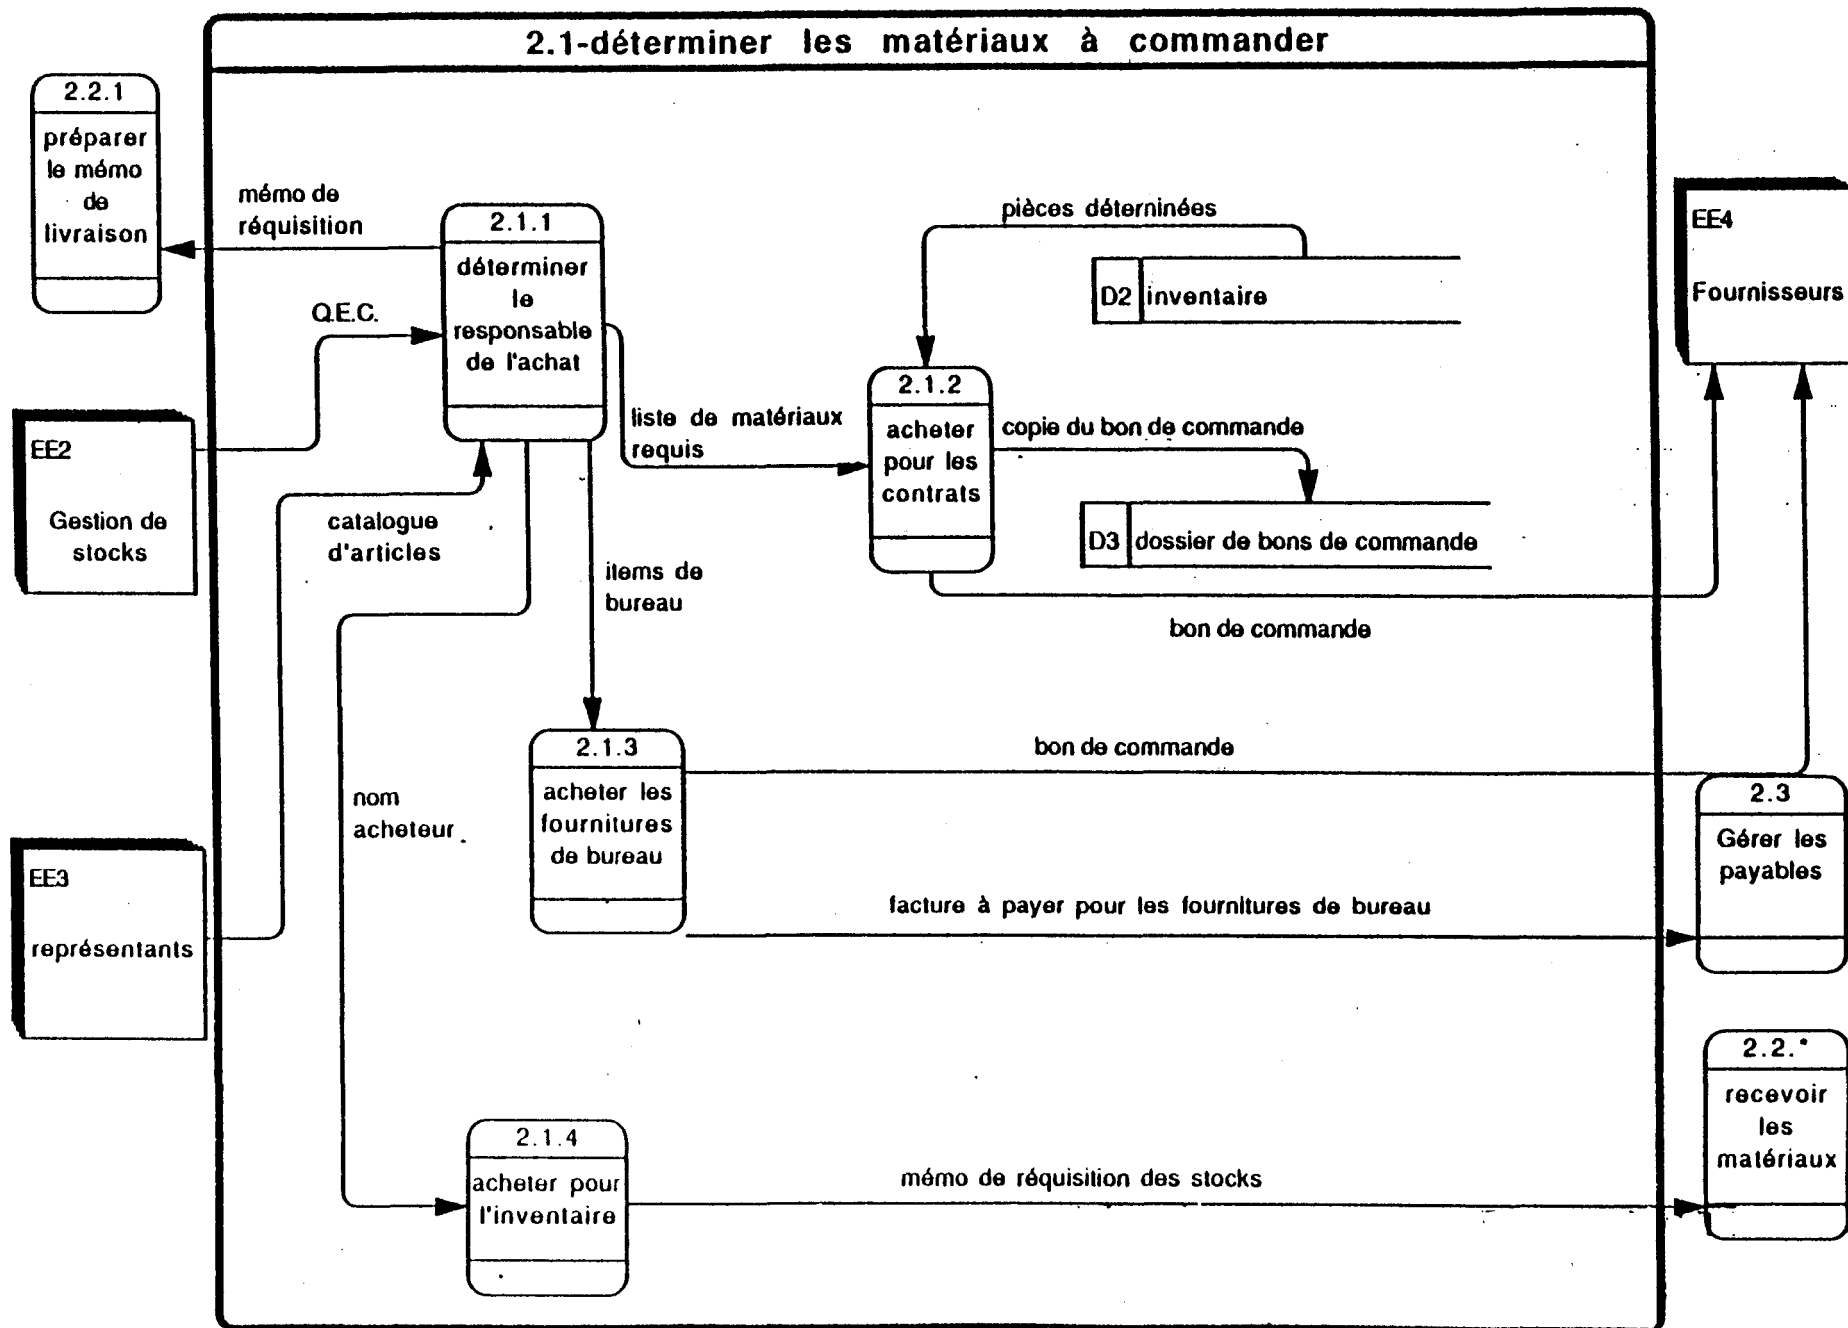 2.1-déterminer les matériaux à commander
2.2.1
préparer
le mémo
de
livraison
mémo de
réquisition
2.1.1
déterminer
le
responsable
de l'achat
pièces déterninées
D2 inventaire
EE4
Fournisseurs
Q.E.C.
EE2
Gestion de
stocks
liste de matériaux
requis
2.1.2
acheter
pour les
contrats
copie du bon de commande
D3 dossier de bons de commande
catalogue
d'articles
items de
bureau
bon de commande
2.1.3
acheter les
fournitures
de bureau
bon de commande
2.3
Gérer les
payables
nom
acheteur
EE3
représentants
facture à payer pour les fournitures de bureau
2.2.*
recevoir
les
matériaux
2.1.4
acheter pour
l'inventaire
mémo de réquisition des stocks